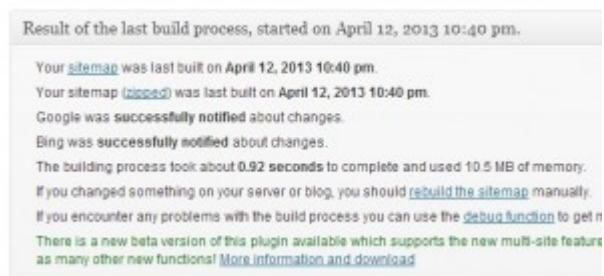 Result of the last build process, started on April 12, 2013 10:40 pm.
Your sitemap was last built on April 12, 2013 10:40 pm.
Your sitemap (zipped) was last built on April 12, 2013 10:40 pm.
Google was successfully notified about changes.
Bing was successfully notified about changes.
The building process took about 0.92 seconds to complete and used 10.5 MB of memory.
If you changed something on your server or blog, you should rebuild the sitemap manually.
If you encounter any problems with the build process you can use the debug function to get
There is a new beta version of this plugin available which supports the new multi-site feature
as many other new functions! More information and download